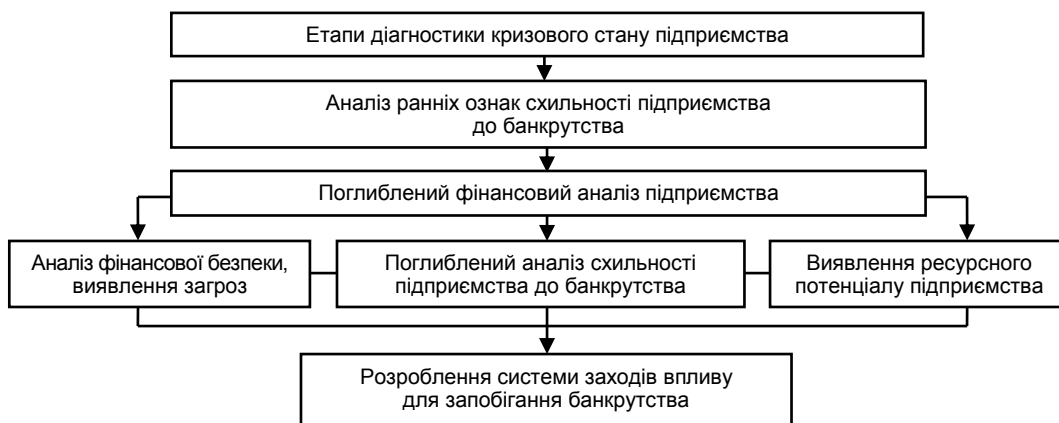 Етапи діагностики кризового стану підприємства
Аналіз ранніх ознак схильності підприємства
до банкрутства
Поглиблений фінансовий аналіз підприємства
Аналіз фінансової безпеки,
виявлення загроз
Поглиблений аналіз схильності
підприємства до банкрутства
Виявлення ресурсного
потенціалу підприємства
Розроблення системи заходів впливу
для запобігання банкрутства